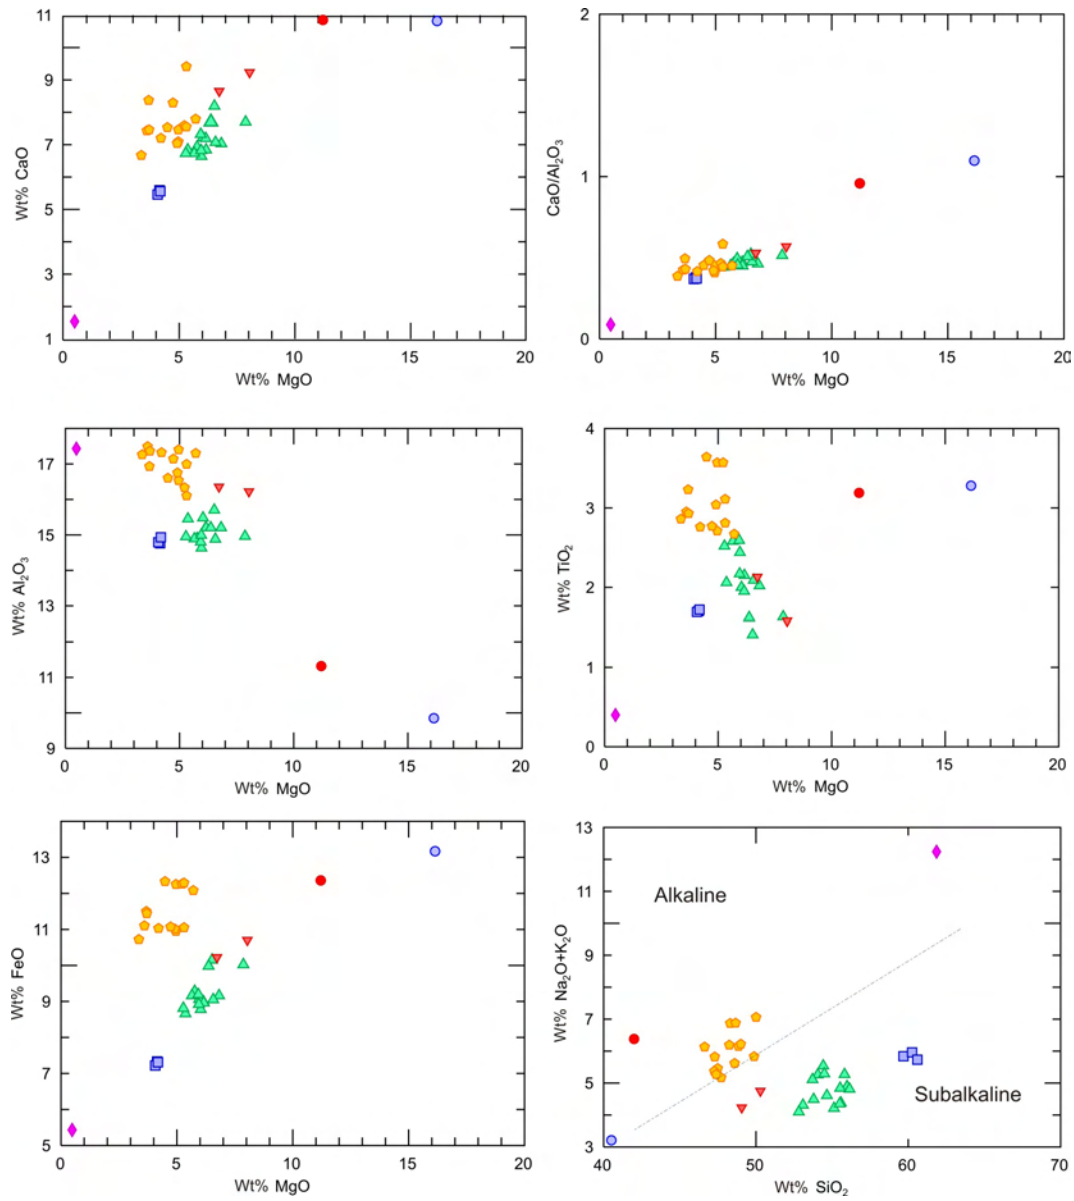 11
9
7
5
3
1
Wt% CaO
0 5 10 15 20
Wt% MgO
2
1
0
CaO/Al₂O₃
0 5 10 15 20
Wt% MgO
17
15
13
11
9
Wt% Al₂O₃
0 5 10 15 20
Wt% MgO
4
3
2
1
0
Wt% TiO₂
0 5 10 15 20
Wt% MgO
13
11
9
7
5
Wt% FeO
0 5 10 15 20
Wt% MgO
13
11
9
7
5
3
Wt% Na₂O+K₂O
Alkaline
Subalkaline
40 50 60 70
Wt% SiO₂